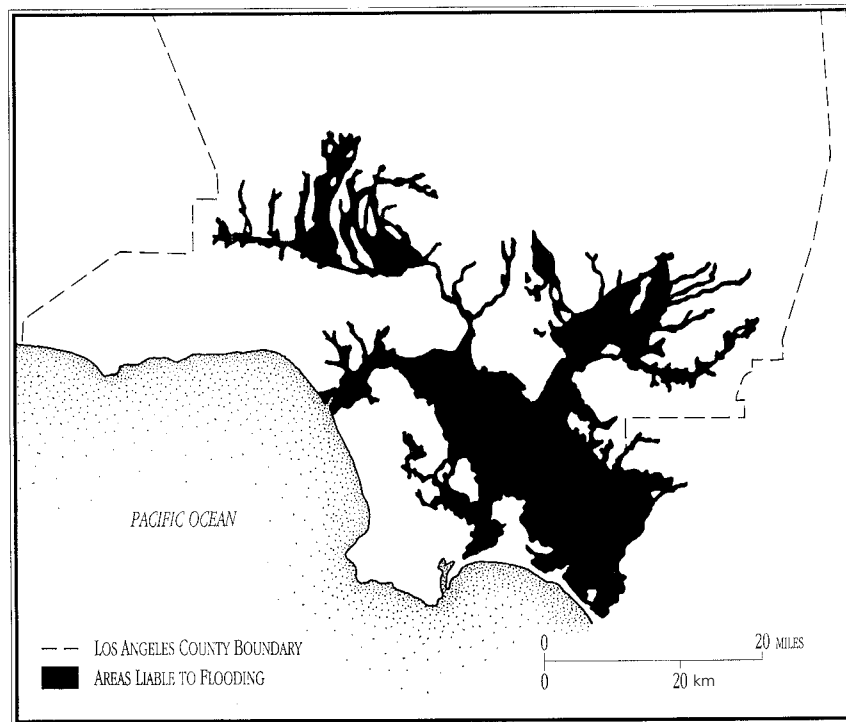 PACIFIC OCEAN
LOS ANGELES COUNTY BOUNDARY
AREAS LIABLE TO FLOODING
0 20 MILES
0 20 km